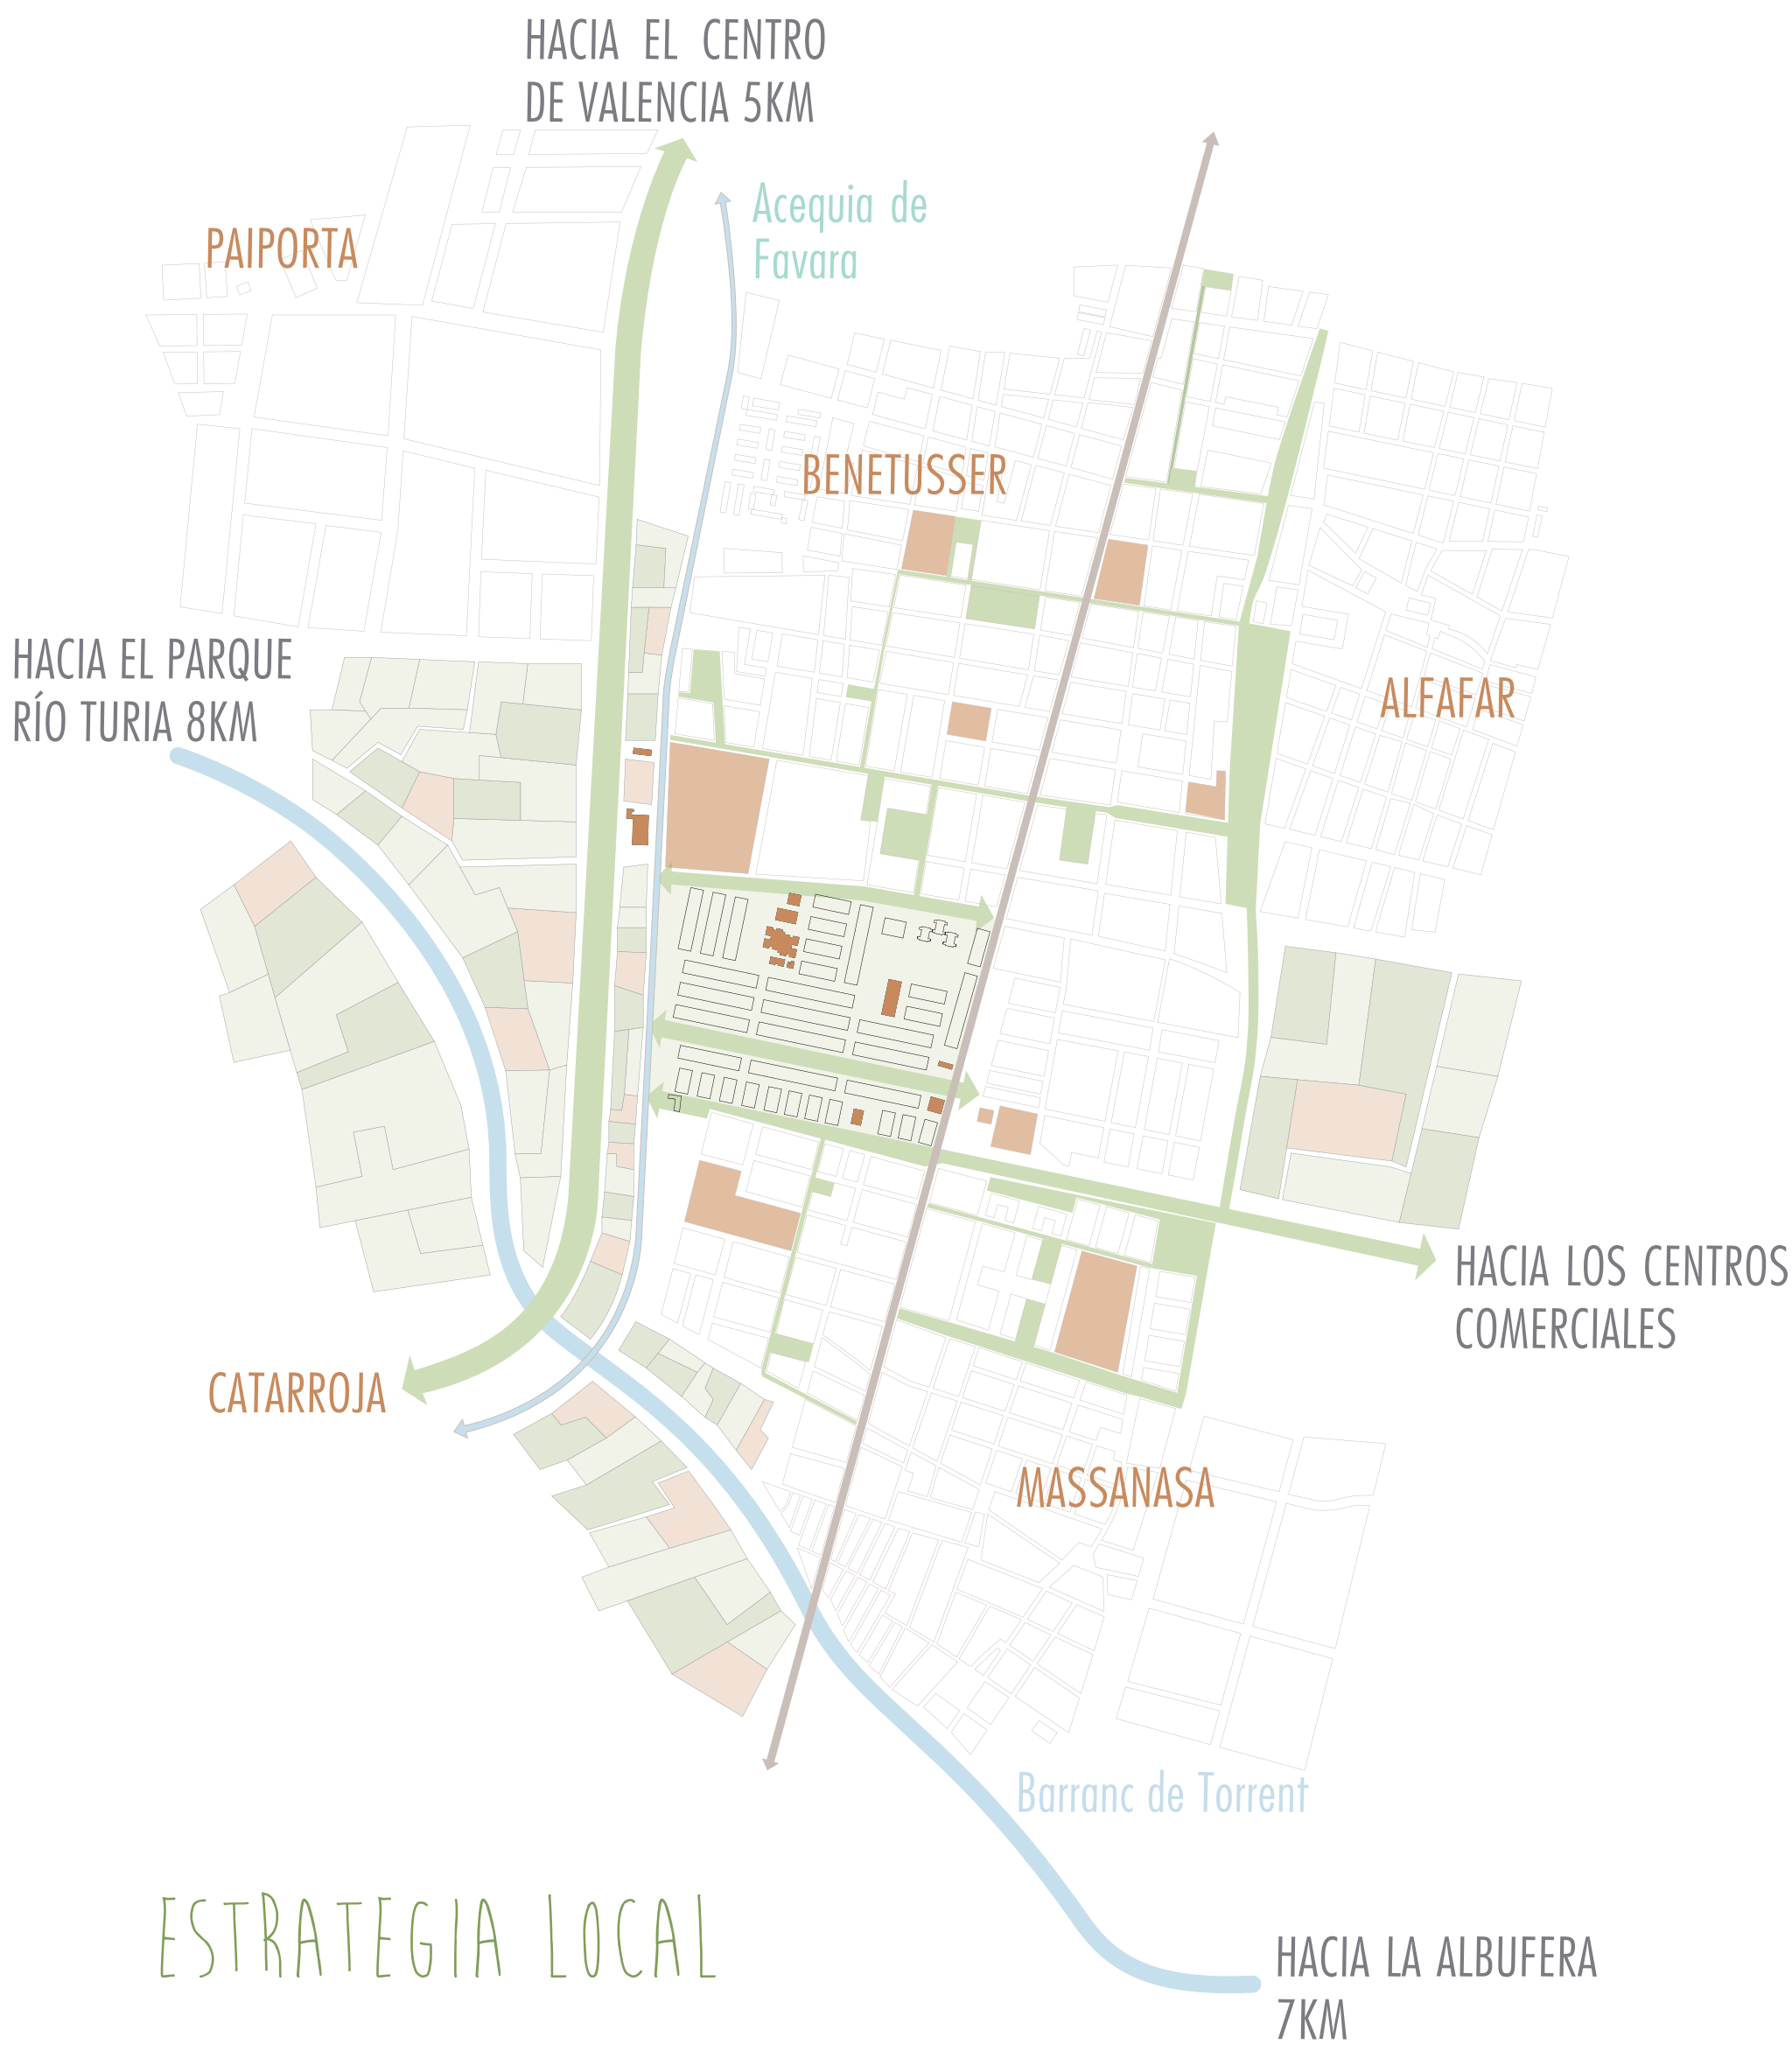 HACIA EL CENTRO
DE VALENCIA 5KM
Acequia de
Favara
PAIPORTA
BENETUSSER
HACIA EL PARQUE
RÍO TURIA 8KM
ALFAFAR
HACIA LOS CENTROS
COMERCIALES
CATARROJA
MASSANASA
Barranc de Torrent
ESTRATEGIA LOCAL
HACIA LA ALBUFERA
7KM